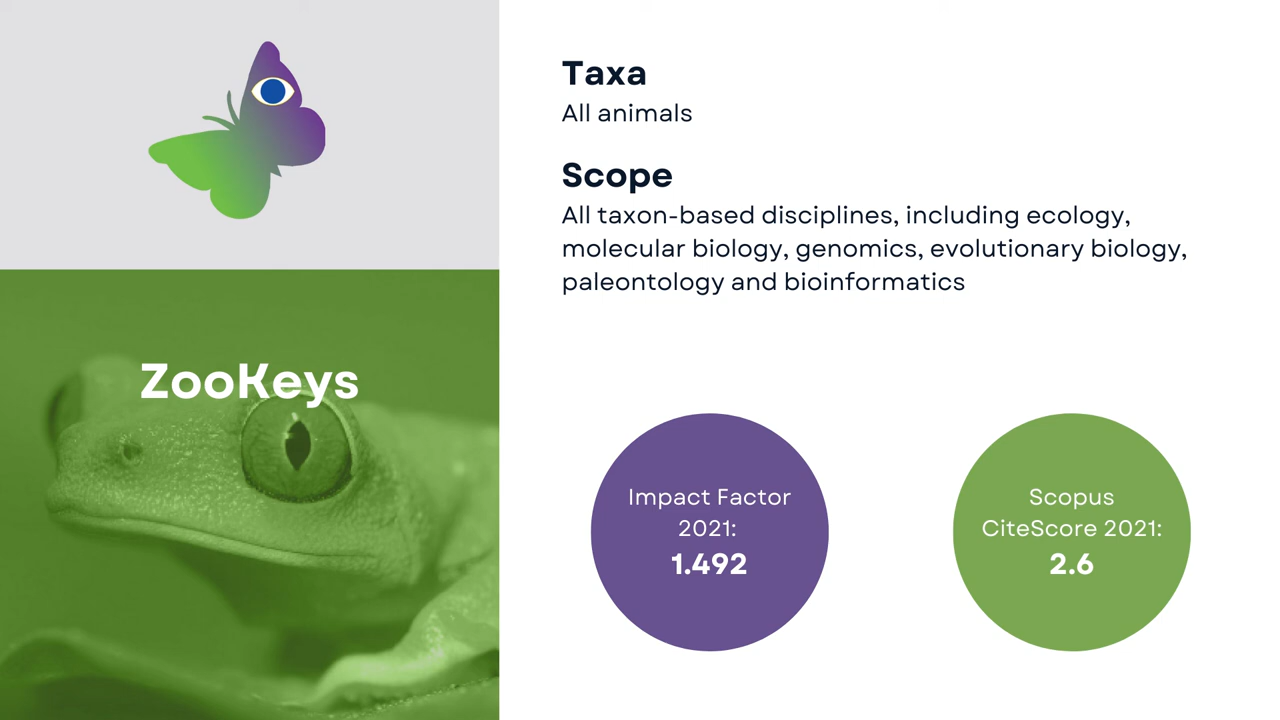 ZooKeys
Taxa
All animals
Scope
All taxon-based disciplines, including ecology,
molecular biology, genomics, evolutionary biology,
paleontology and bioinformatics
Impact Factor
2021:
1.492
Scopus
CiteScore 2021:
2.6